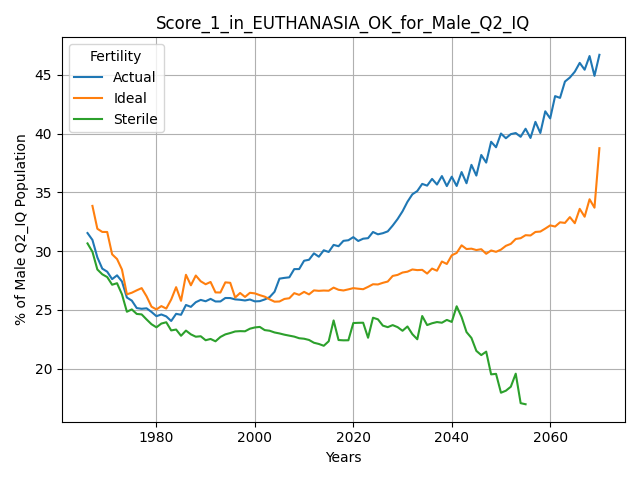 Score_1_in_EUTHANASIA_OK_for_Male_Q2_IQ
Fertility
Actual
Ideal
Sterile
% of Male Q2_IQ Population
45
40
35
30
25
20
1980
2000
2020
2040
2060
Years